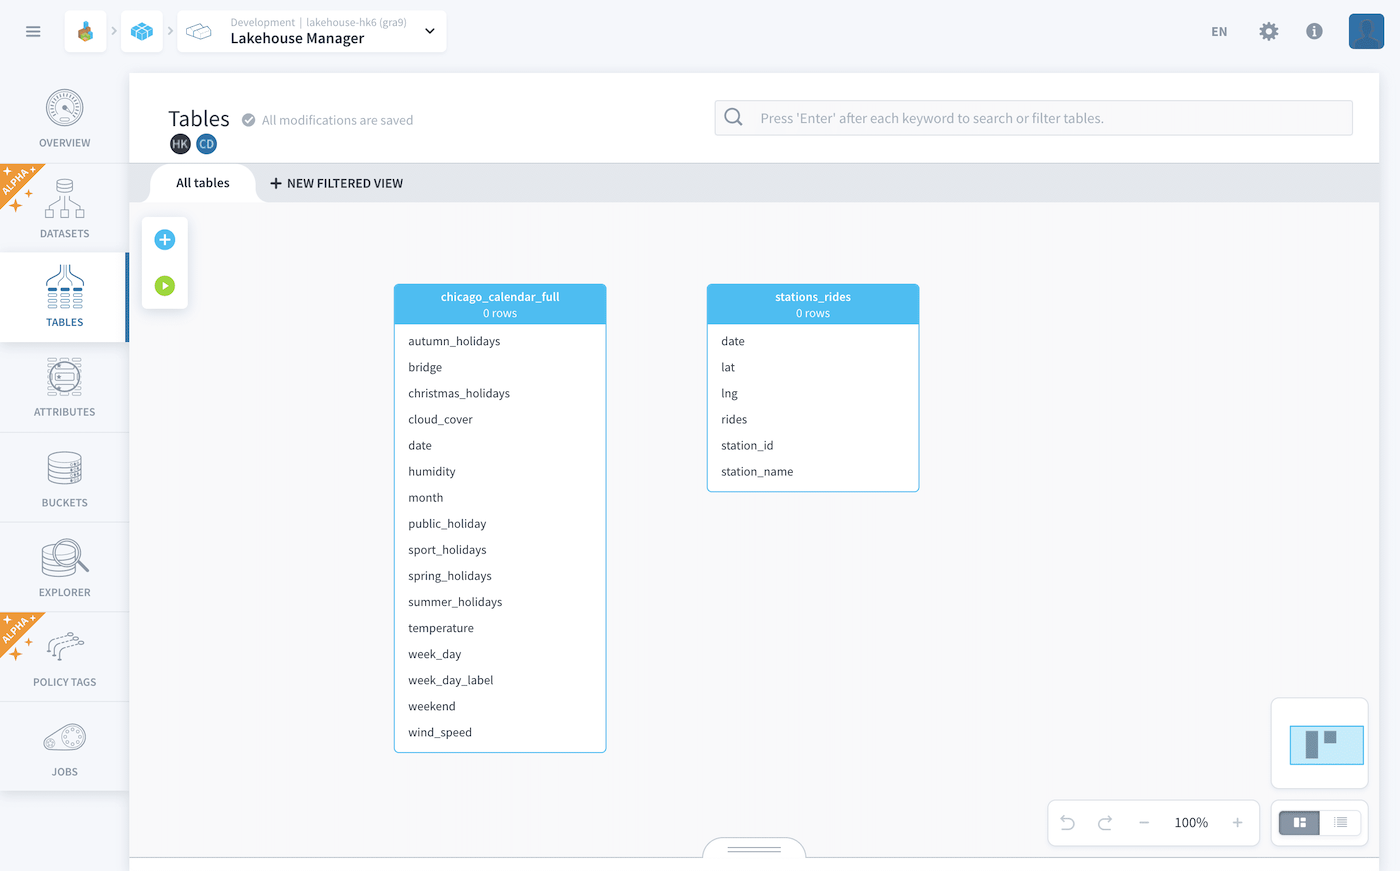 Development | lakehouse-hk6 (gra9)
Lakehouse Manager
EN
OVERVIEW
ALPHA
DATASETS
TABLES
ATTRIBUTES
BUCKETS
EXPLORER
ALPHA
POLICY TAGS
JOBS
Tables
All modifications are saved
HK CD
Press 'Enter' after each keyword to search or filter tables.
All tables
+ NEW FILTERED VIEW
chicago_calendar_full
0 rows
autumn_holidays
bridge
christmas_holidays
cloud_cover
date
humidity
month
public_holiday
sport_holidays
spring_holidays
summer_holidays
temperature
week_day
week_day_label
weekend
wind_speed
stations_rides
0 rows
date
lat
lng
rides
station_id
station_name
100%